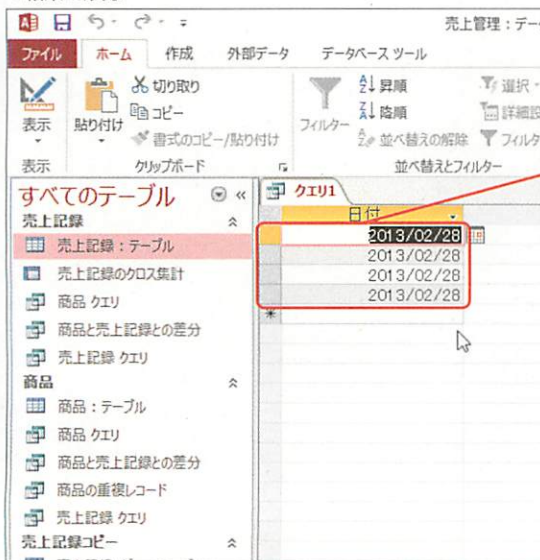 売上管理：デー
ファイル ホーム 作成 外部データ データベース ツール
表示
貼り付け
切り取り
コピー
書式のコピー/貼り付け
フィルター
昇順
降順
並べ替えの解除
選択
詳細設
フィルタ
表示 クリップボード 並べ替えとフィルター
すべてのテーブル
売上記録
売上記録：テーブル
売上記録のクロス集計
商品 クエリ
商品と売上記録との差分
売上記録 クエリ
商品
商品：テーブル
商品 クエリ
商品と売上記録との差分
商品の重複レコード
売上記録 クエリ
売上記録コピー
クエリ1
日付
2013/02/28
2013/02/28
2013/02/28
2013/02/28